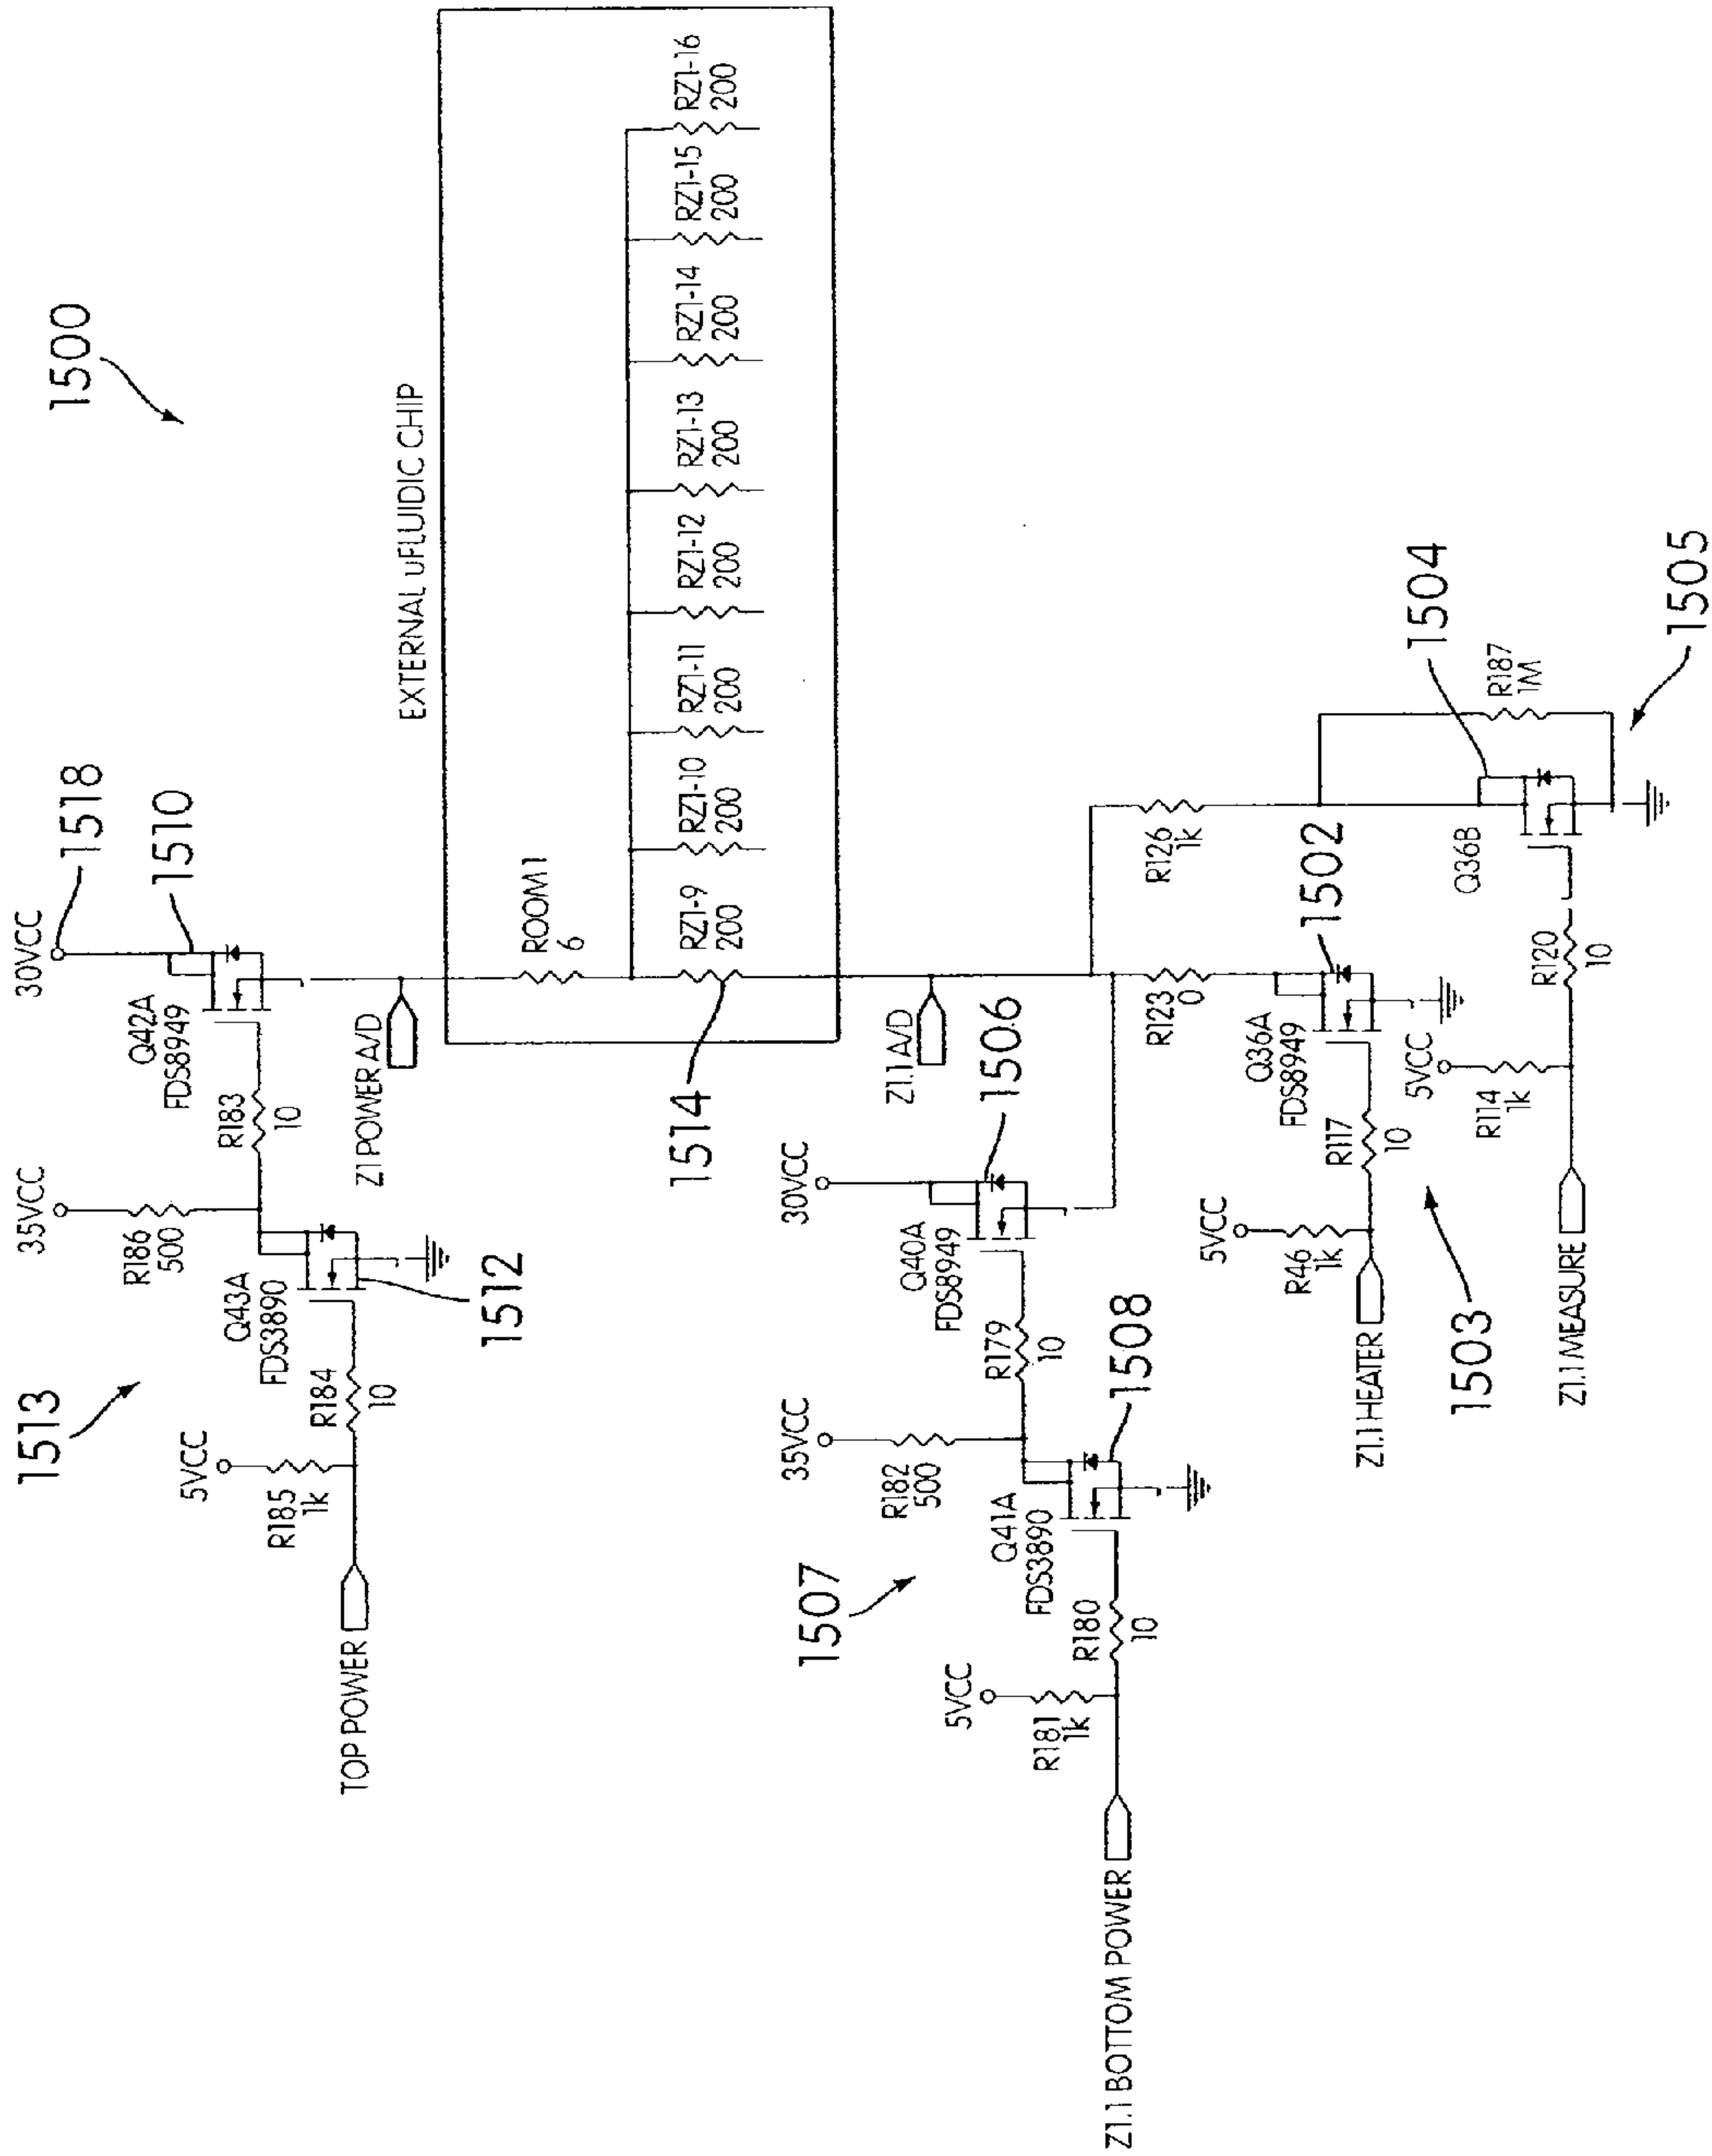 1500
30VCC
1518
1510
Q42A
FDS8949
R183
10
35VCC
R186
500
Q43A
FDS3890
1512
1513
5VCC
R184
10
R185
1k
TOP POWER
Z1 POWER A/D
EXTERNAL uFLUIDIC CHIP
ROOM 1
6
RZ1-9
200
RZ1-10
200
RZ1-11
200
RZ1-12
200
RZ1-13
200
RZ1-14
200
RZ1-15
200
RZ1-16
200
1514
Z1.1 A/D
30VCC
1506
Q40A
FDS8949
R179
10
35VCC
R182
500
Q41A
FDS3890
1508
1507
5VCC
R180
10
R181
1k
Z1.1 BOTTOM POWER
R123
0
R126
1k
1502
Q36A
FDS8949
R117
10
5VCC
R46
1k
Z1.1 HEATER
1503
1504
R187
1M
Q36B
1505
R120
10
5VCC
R114
1k
Z1.1 MEASURE